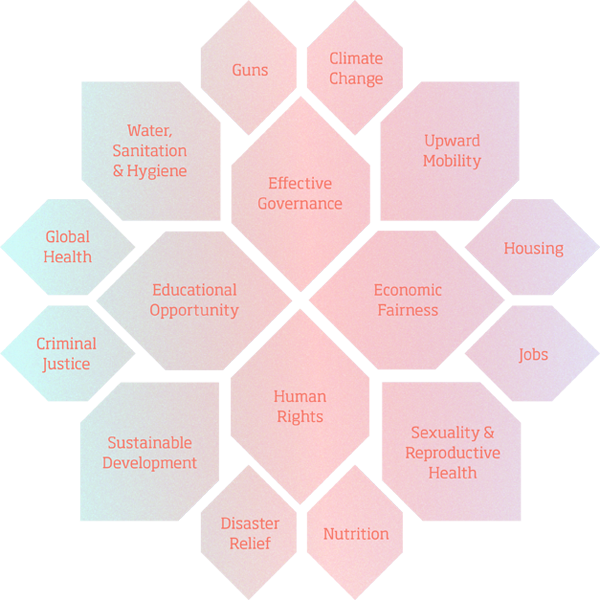 Guns
Climate
Change
Water,
Sanitation
& Hygiene
Upward
Mobility
Effective
Governance
Global
Health
Housing
Educational
Opportunity
Economic
Fairness
Criminal
Justice
Jobs
Human
Rights
Sustainable
Development
Sexuality &
Reproductive
Health
Disaster
Relief
Nutrition